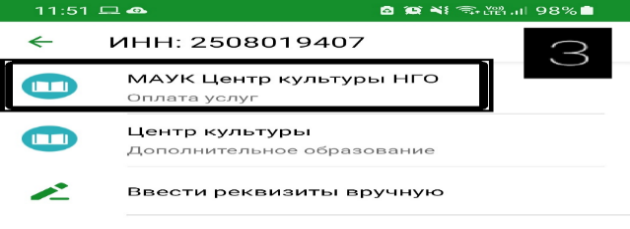 11:51 98%
ИНН: 2508019407
3
МАУК Центр культуры НГО
Оплата услуг
Центр культуры
Дополнительное образование
Ввести реквизиты вручную